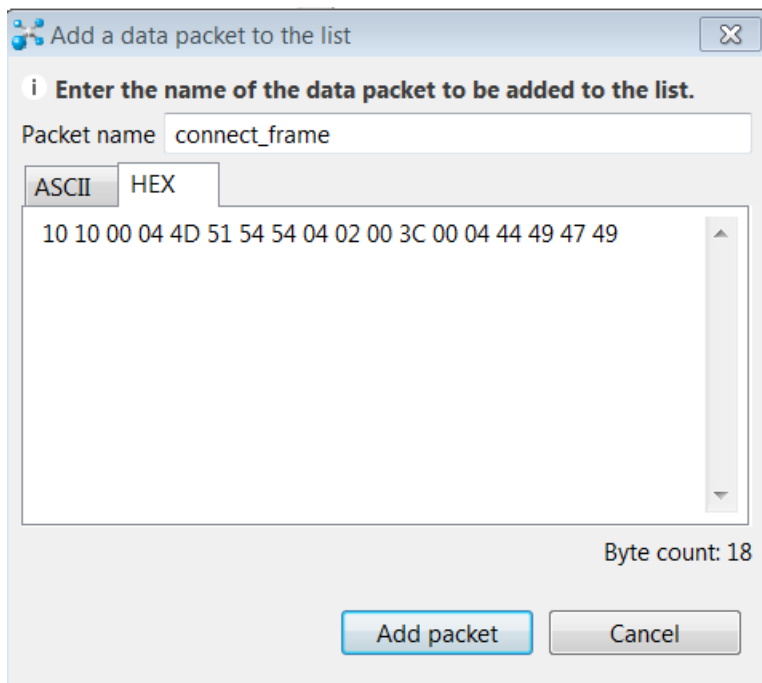 Add a data packet to the list
i Enter the name of the data packet to be added to the list.
Packet name connect_frame
ASCII HEX
10 10 00 04 4D 51 54 54 04 02 00 3C 00 04 44 49 47 49
Byte count: 18
Add packet Cancel